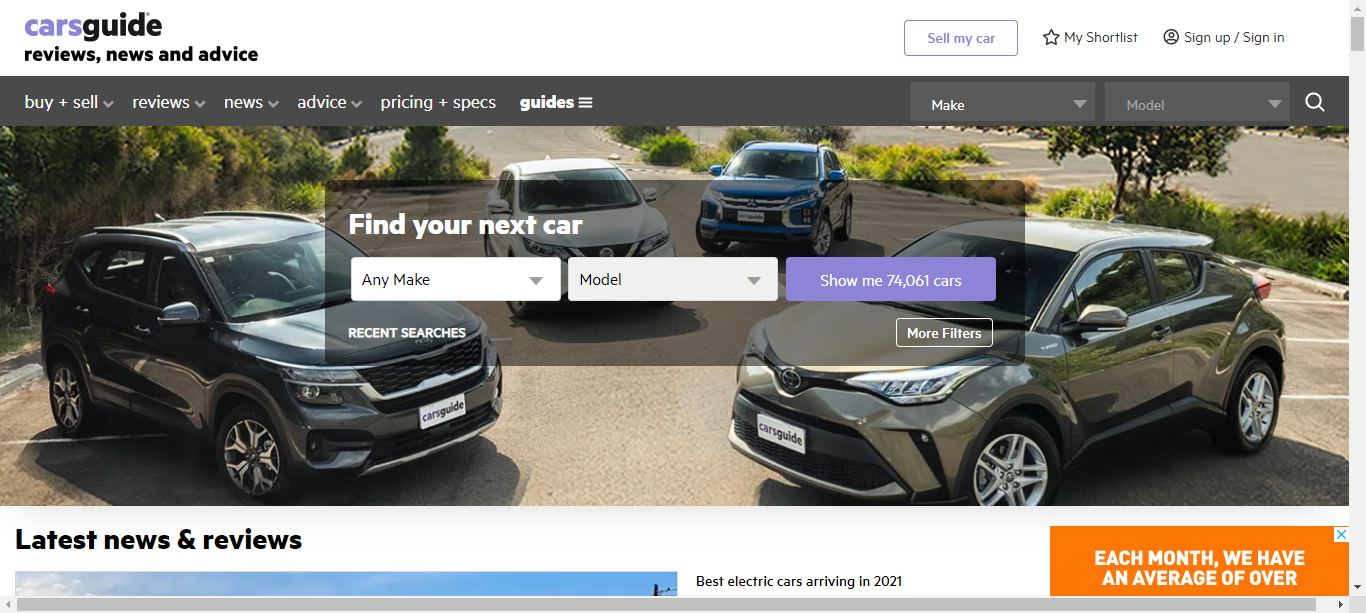 carsguide
reviews, news and advice
Sell my car
My Shortlist
Sign up / Sign in
buy + sell
reviews
news
advice
pricing + specs
guides
Make
Model
Find your next car
Any Make
Model
Show me 74,061 cars
RECENT SEARCHES
More Filters
carsguide
carsguide
carsguide
TURBO
Latest news & reviews
Best electric cars arriving in 2021
EACH MONTH, WE HAVE
AN AVERAGE OF OVER